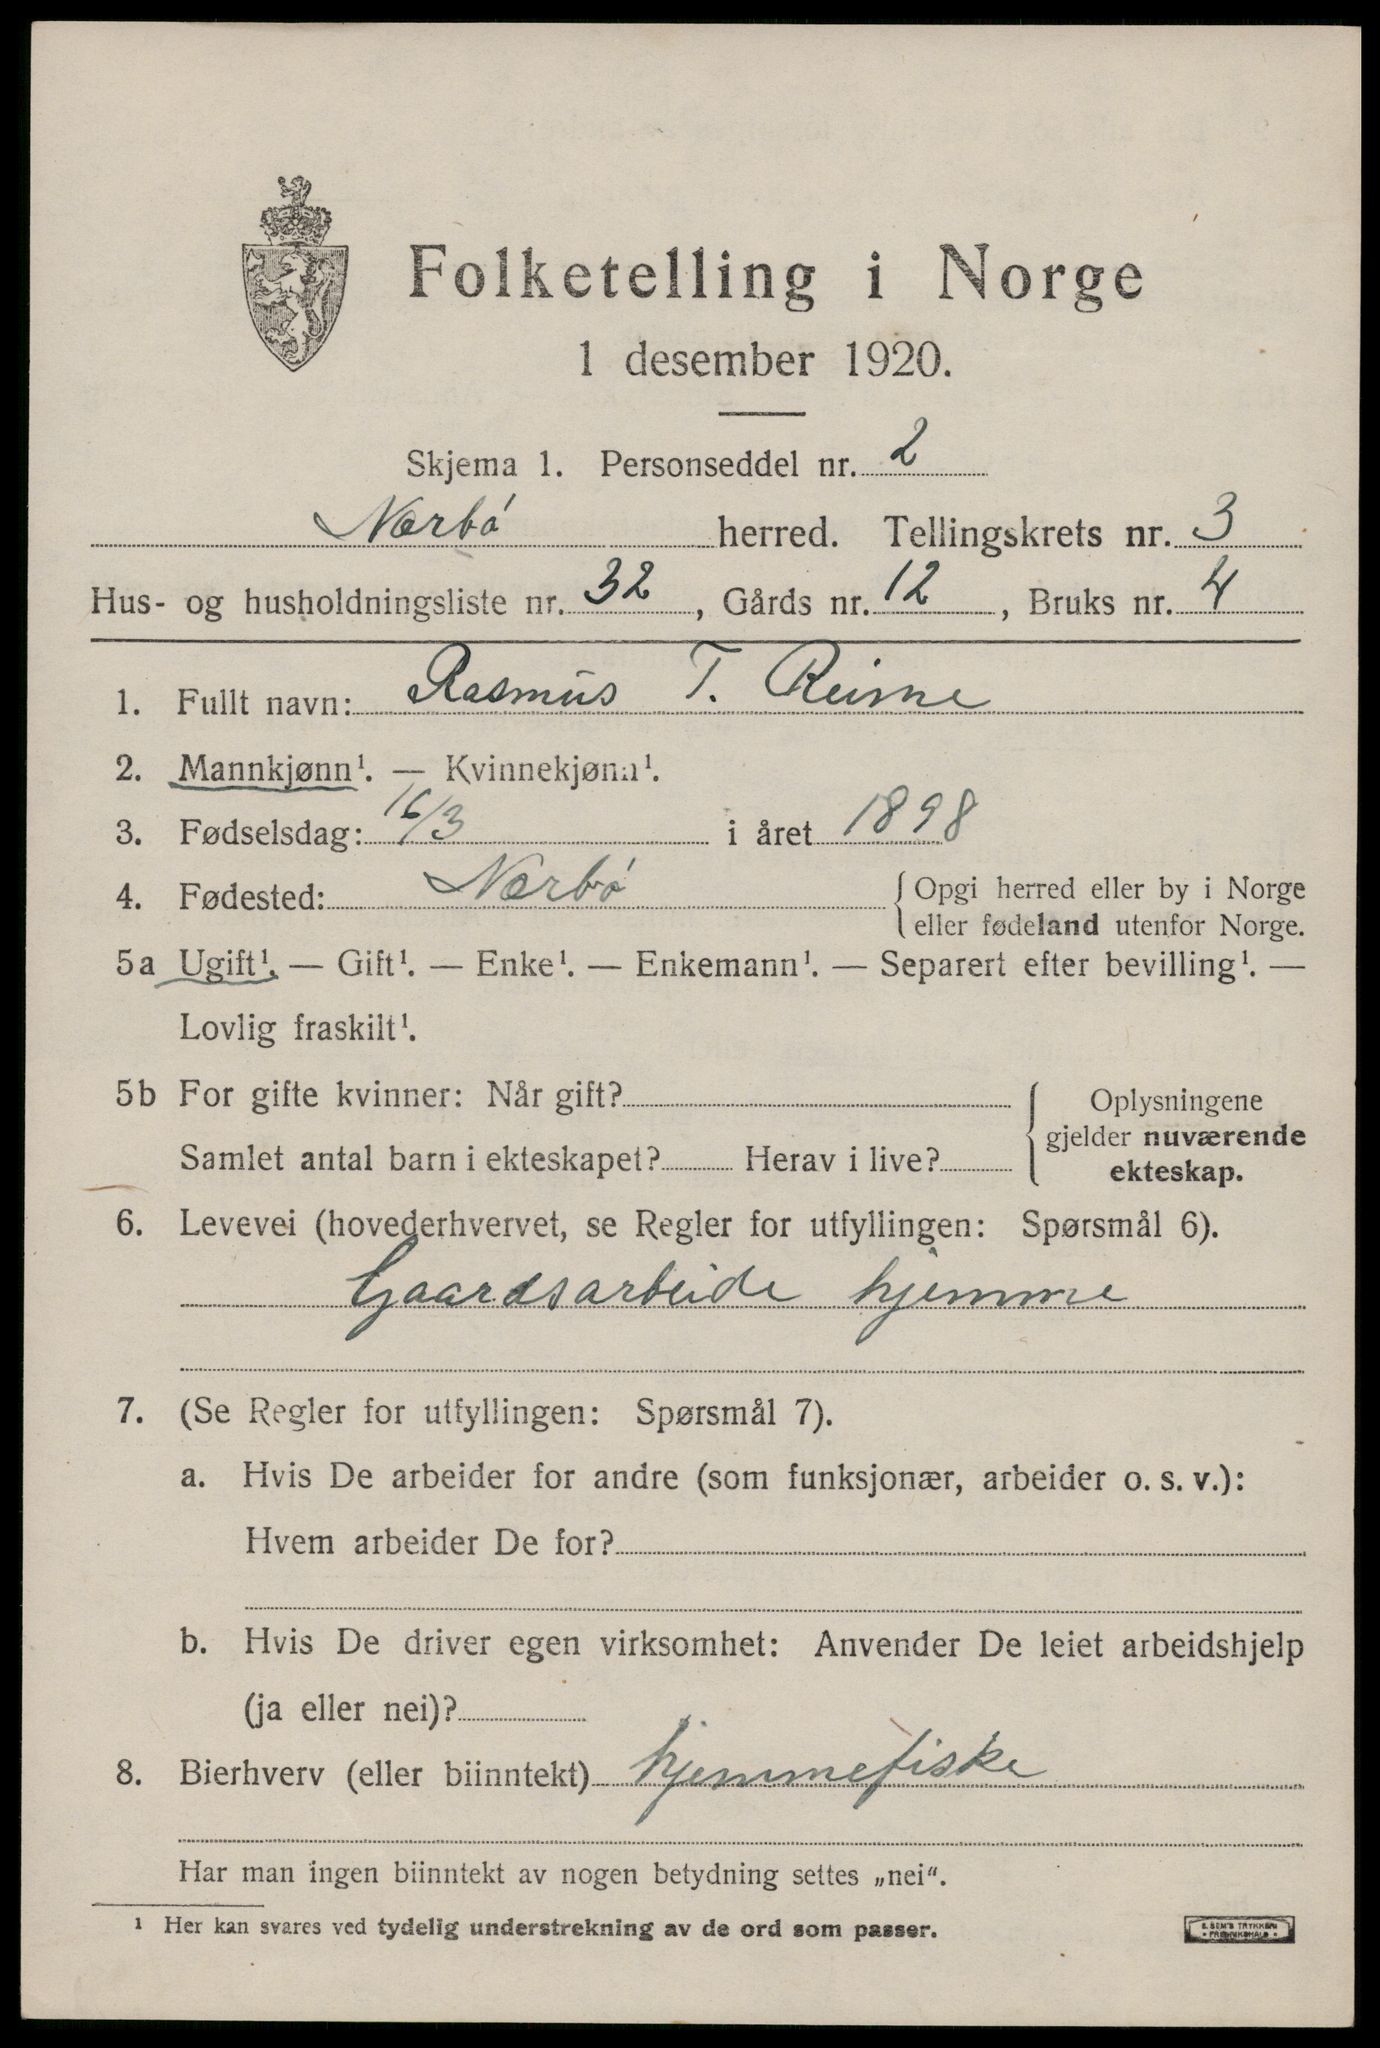 Folketelling i Norge
1 desember 1920.
Skjema 1. Personseddel nr. 2
Nærbó herred. Tellingskrets nr. 3
Hus- og husholdningsliste nr. 32, Gårds nr. 12, Bruks nr. 4
1. Fullt navn: Rasmus T. Reime
2. Mannkjønn¹. — Kvinnekjønn¹.
3. Fødselsdag: 16/3 i året 1898
4. Fødested: Nærbó { Opgi herred eller by i Norge
eller fødeland utenfor Norge.
5a Ugift¹. — Gift¹. — Enke¹. — Enkemann¹. — Separert efter bevilling¹. —
Lovlig fraskilt¹.
5b For gifte kvinner: Når gift?
Samlet antal barn i ekteskapet? Herav i live?
{ Oplysningene
gjelder nuværende
ekteskap.
6. Levevei (hovederhvervet, se Regler for utfyllingen: Spørsmål 6).
Gaardsarbeide hjemme
7. (Se Regler for utfyllingen: Spørsmål 7).
a. Hvis De arbeider for andre (som funksjonær, arbeider o. s. v.):
Hvem arbeider De for?
b. Hvis De driver egen virksomhet: Anvender De leiet arbeidshjelp
(ja eller nei)?
8. Bierhverv (eller biinntekt) hjemmefiske
Har man ingen biinntekt av nogen betydning settes „nei“.
¹ Her kan svares ved tydelig understrekning av de ord som passer.
E. SEM'S TRYKKERI
• FREDRIKSHALD •